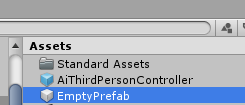 Assets
Standard Assets
AiThirdPersonController
EmptyPrefab